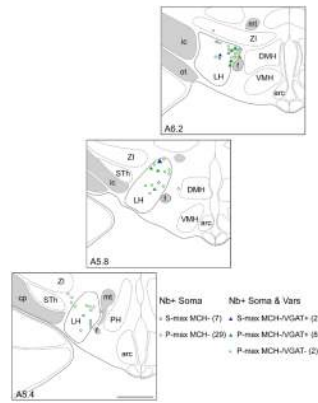 mt
ZI
ic
DMH
ot
LH
f
VMH
arc
A6.2
ZI
STh
ic
DMH
LH
f
VMH
arc
A5.8
ZI
cp
STh
mt
LH
PH
f
arc
A5.4
Nb+ Soma
S-max MCH- (7)
P-max MCH- (29)
Nb+ Soma & Vars
S-max MCH-/VGAT+ (2
P-max MCH-/VGAT+ (8
P-max MCH-/VGAT- (2)